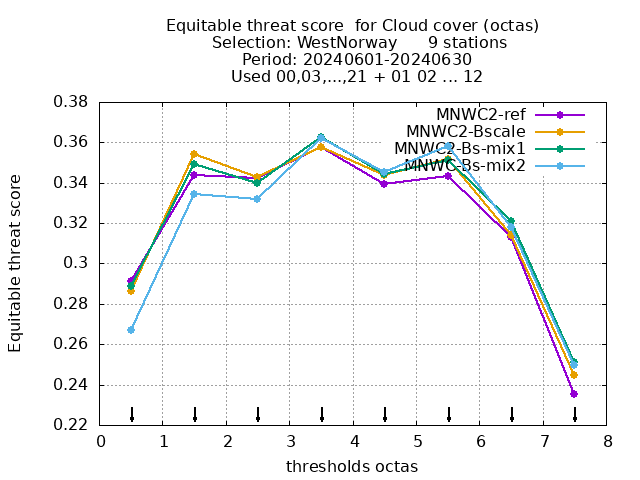 Equitable threat score  for Cloud cover (octas)
Selection: WestNorway      9 stations
Period: 20240601-20240630
Used 00,03,...,21 + 01 02 ... 12
MNWC2-ref
MNWC2-Bscale
MNWC2-Bs-mix1
MNWC-Bs-mix2
Equitable threat score
0.38
0.36
0.34
0.32
0.3
0.28
0.26
0.24
0.22
0 1 2 3 4 5 6 7 8
thresholds octas